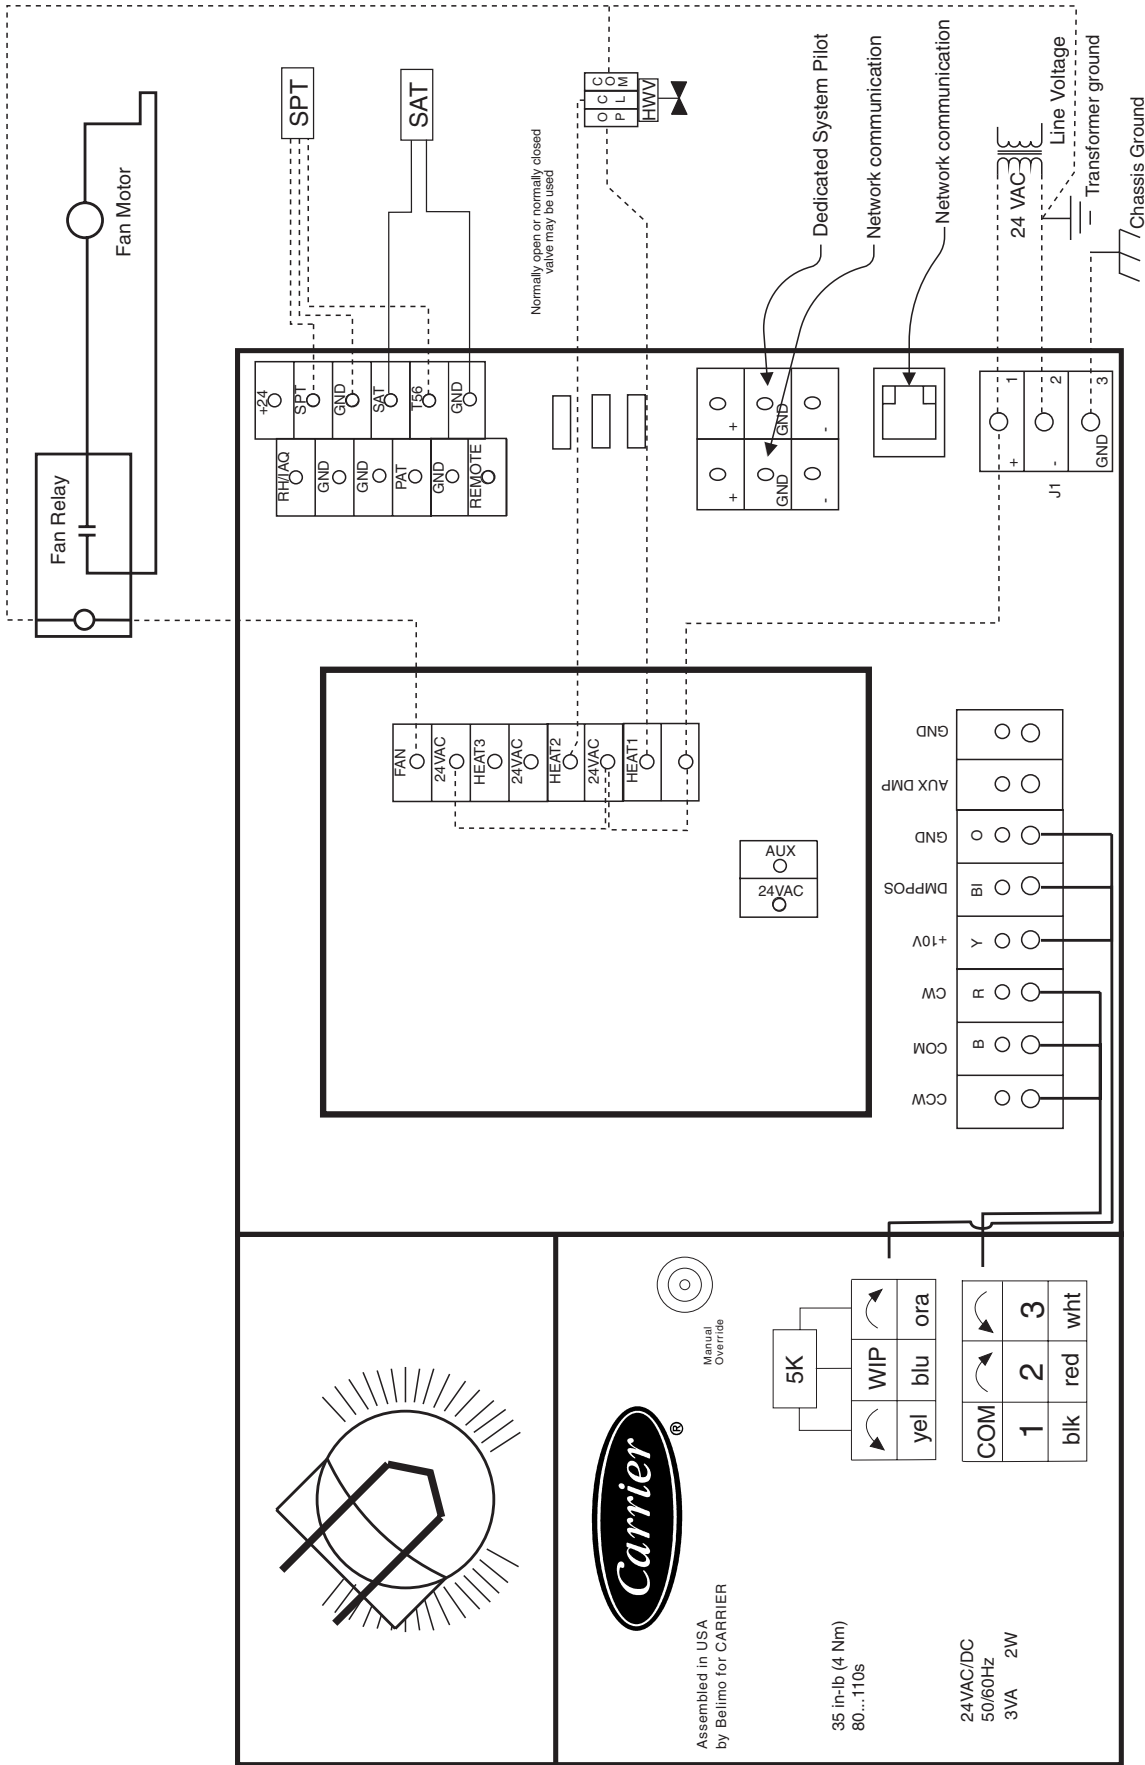 Fan Relay
Fan Motor
SPT
SAT
Normally open or normally closed
valve may be used
OP
CL
COM
HWV
Dedicated System Pilot
Network communication
Network communication
24 VAC
Line Voltage
Transformer ground
Chassis Ground
+24
SPT
GND
SAT
T56
GND
RH/IAQ
GND
GND
PAT
GND
REMOTE
+
GND
-
+
GND
-
+ 1
- 2
GND 3
J1
FAN
24VAC
HEAT3
24VAC
HEAT2
24VAC
HEAT1
AUX
24VAC
GND
AUX DMP
GND
O
DMPPOS
Bl
+10V
Y
CW
R
COM
B
CCW
Manual
Override
5K
WIP
yel blu ora
COM
1 2 3
blk red wht
Carrier ®
Assembled in USA
by Belimo for CARRIER
35 in-lb (4 Nm)
80...110s
24VAC/DC
50/60Hz
3VA 2W